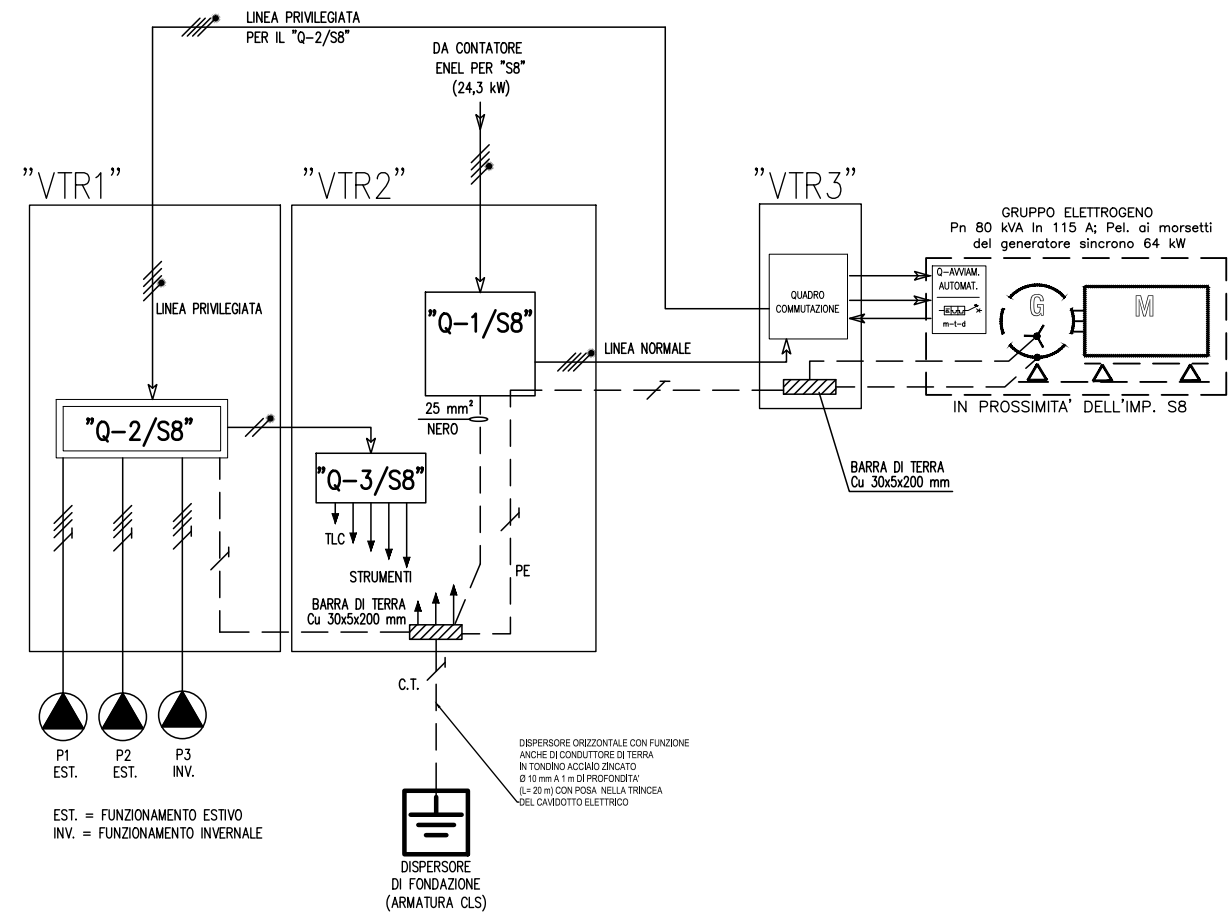 LINEA PRIVILEGIATA
PER IL "Q-2/S8"
DA CONTATORE
ENEL PER "S8"
(24,3 kW)
"VTR1"
"VTR2"
"VTR3"
GRUPPO ELETTROGENO
Pn 80 kVA In 115 A; Pel. ai morsetti
del generatore sincrono 64 kW
LINEA PRIVILEGIATA
"Q-1/S8"
QUADRO
COMMUTAZIONE
Q-AVVIAM.
AUTOMAT.
m-t-d
G
M
LINEA NORMALE
25 mm²
NERO
IN PROSSIMITA' DELL'IMP. S8
"Q-2/S8"
"Q-3/S8"
BARRA DI TERRA
Cu 30x5x200 mm
TLC
STRUMENTI
PE
BARRA DI TERRA
Cu 30x5x200 mm
C.T.
P1
EST.
P2
EST.
P3
INV.
DISPERSORE ORIZZONTALE CON FUNZIONE
ANCHE DI CONDUTTORE DI TERRA
IN TONDINO ACCIAIO ZINCATO
Ø 10 mm A 1 m DI PROFONDITA'
(L= 20 m) CON POSA NELLA TRINCEA
DEL CAVIDOTTO ELETTRICO
EST. = FUNZIONAMENTO ESTIVO
INV. = FUNZIONAMENTO INVERNALE
DISPERSORE
DI FONDAZIONE
(ARMATURA CLS)